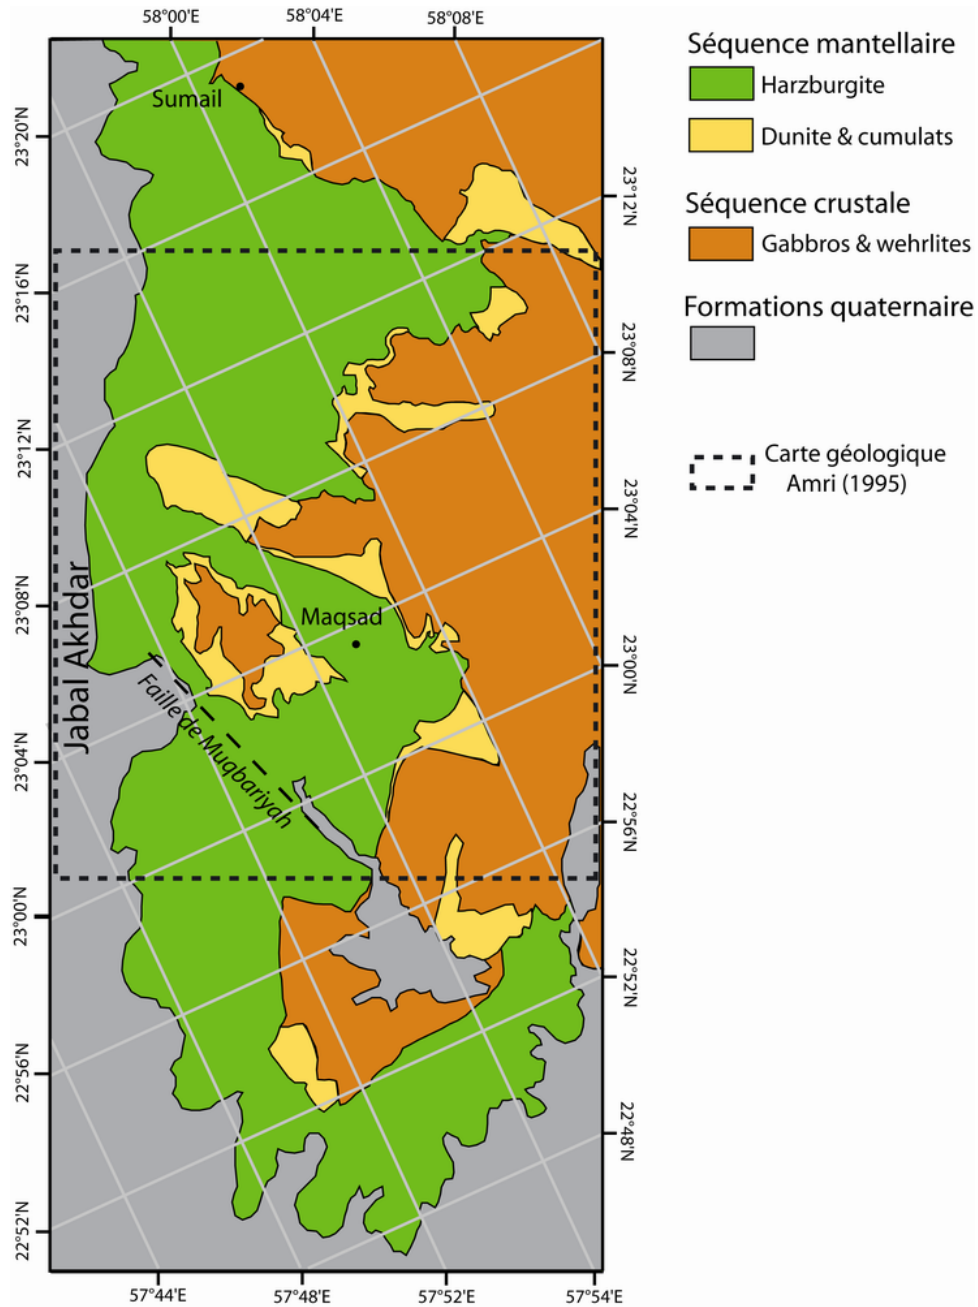 58°00'E 58°04'E 58°08'E
Séquence mantellaire
Harzburgite
Dunite & cumulats
Séquence crustale
Gabbros & wehrlites
Formations quaternaire
Carte géologique
Amri (1995)
Sumail
Maqsad
Jabal Akhdar
Faille de Muqbariyah
23°20'N
23°16'N
23°12'N
23°08'N
23°04'N
23°00'N
22°56'N
22°52'N
23°12'N
23°08'N
23°04'N
23°00'N
22°56'N
22°52'N
22°48'N
57°44'E 57°48'E 57°52'E 57°54'E